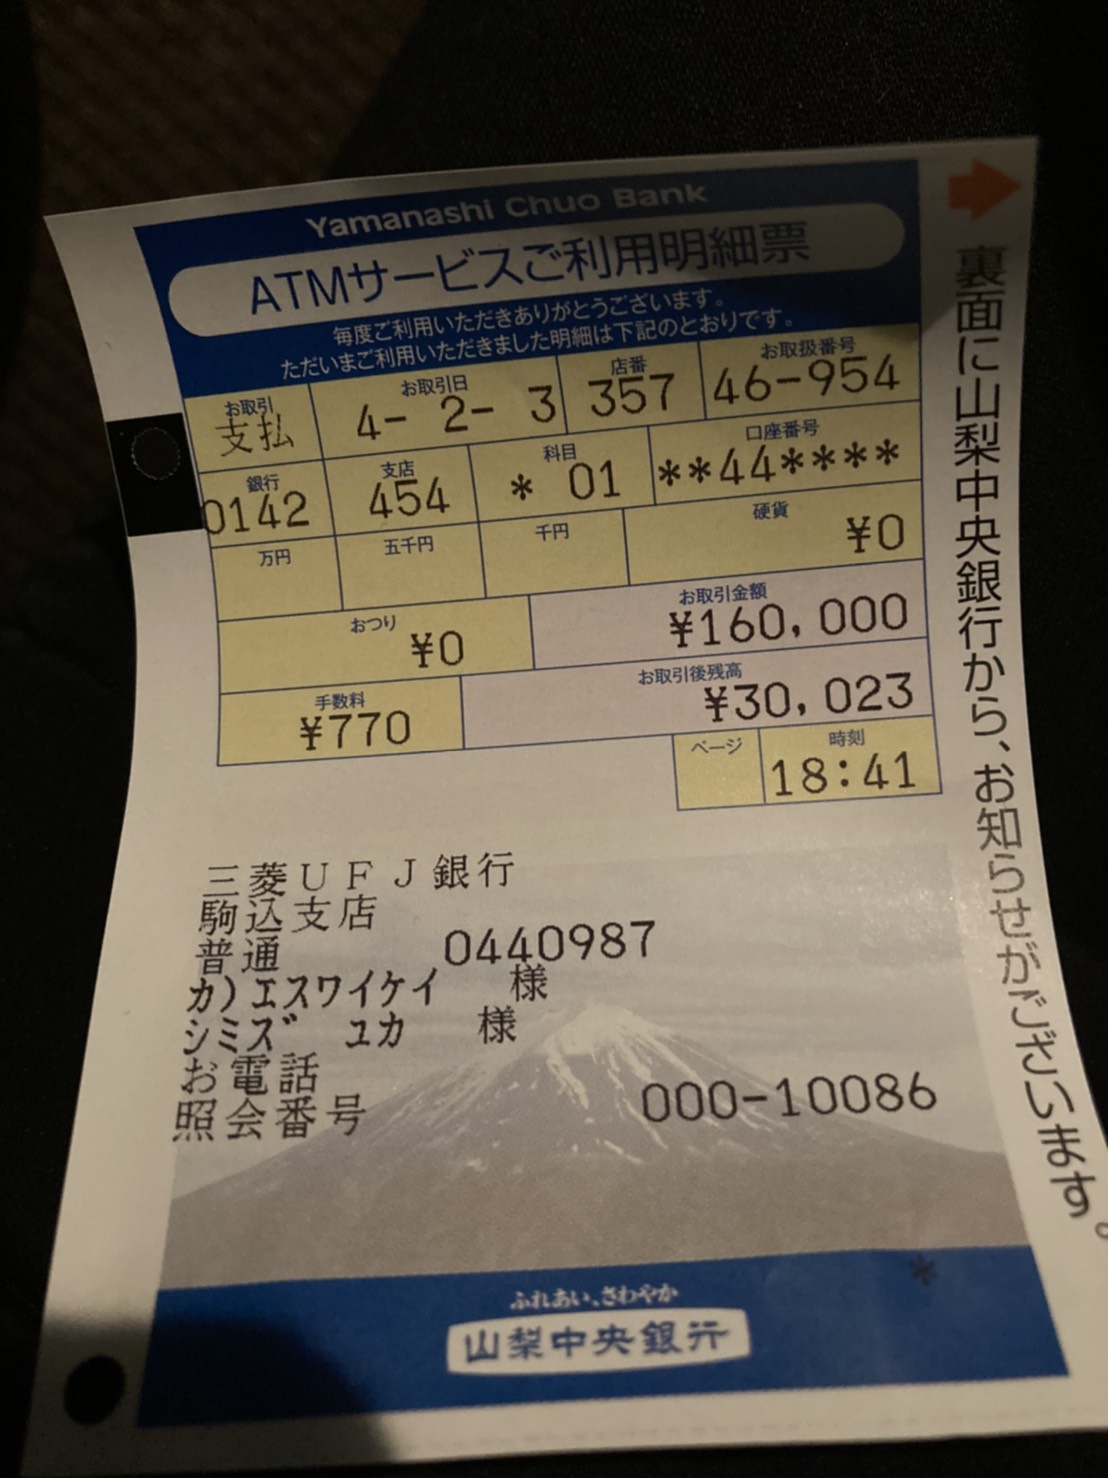 Yamanashi Chuo Bank
ATMサービスご利用明細票
毎度ご利用いただきありがとうございます。
ただいまご利用いただきました明細は下記のとおりです。
お取引 お取引日 店番 お取扱番号
支払 4- 2- 3 357 46-954
銀行 支店 科目 口座番号
0142 454 * 01 **44****
万円 五千円 千円 硬貨
¥0
おつり お取引金額
¥0 ¥160,000
手数料 お取引後残高
¥770 ¥30,023
ページ 時刻
18:41
三菱UFJ銀行
駒込支店
普通 0440987
カ)エスワイケイ 様
シミズ ユカ 様
お電話
照会番号 000-10086
ふれあい、さわやか
山梨中央銀行
*
裏面に山梨中央銀行から、お知らせがございます。